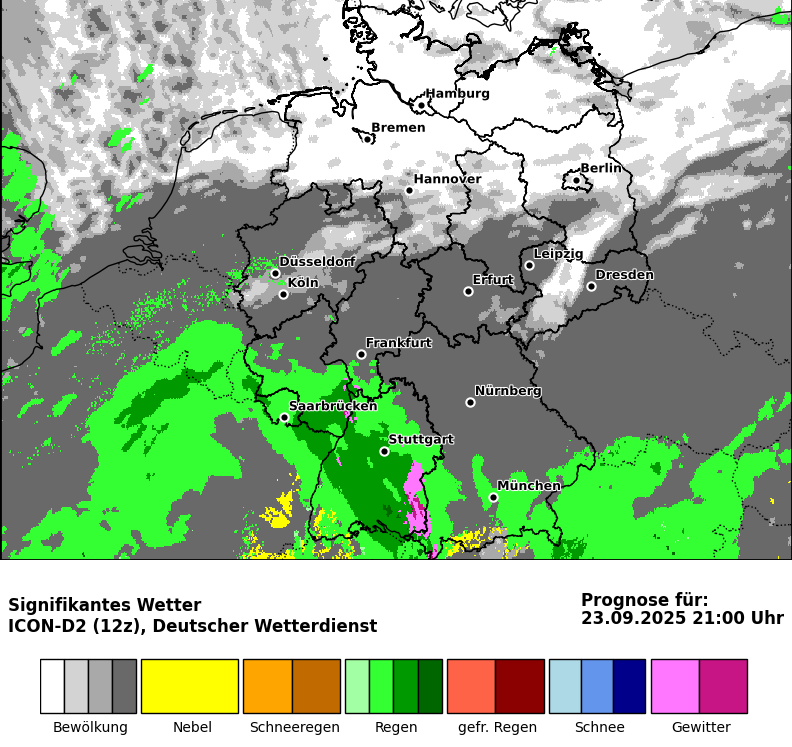 Hamburg
Bremen
Berlin
Hannover
Leipzig
Düsseldorf
Dresden
Köln
Erfurt
Frankfurt
Nürnberg
Saarbrücken
Stuttgart
München
Signifikantes Wetter
ICON-D2 (12z), Deutscher Wetterdienst
Prognose für:
23.09.2025 21:00 Uhr
Bewölkung Nebel Schneeregen Regen gefr. Regen Schnee Gewitter